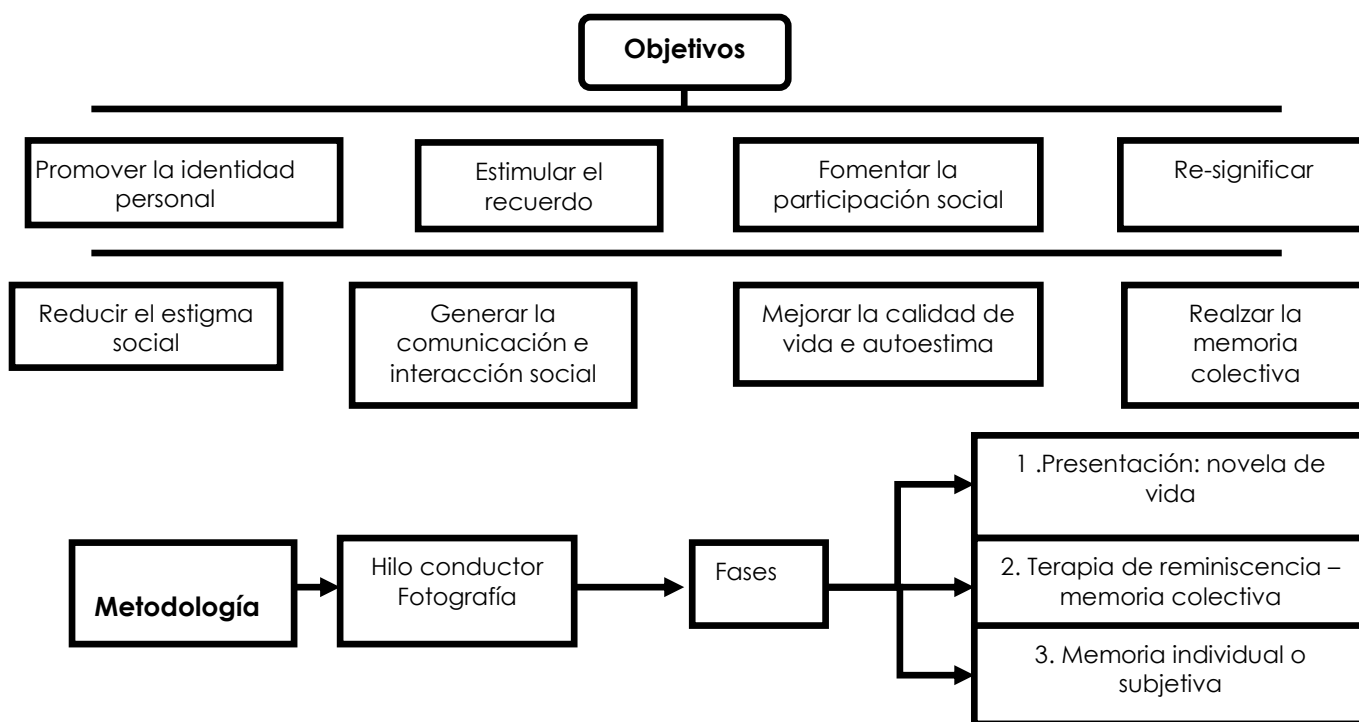 Objetivos
Promover la identidad
personal
Estimular el
recuerdo
Fomentar la
participación social
Re-significar
Reducir el estigma
social
Generar la
comunicación e
interacción social
Mejorar la calidad de
vida e autoestima
Realzar la
memoria
colectiva
Metodología
Hilo conductor
Fotografía
Fases
1 .Presentación: novela de
vida
2. Terapia de reminiscencia –
memoria colectiva
3. Memoria individual o
subjetiva